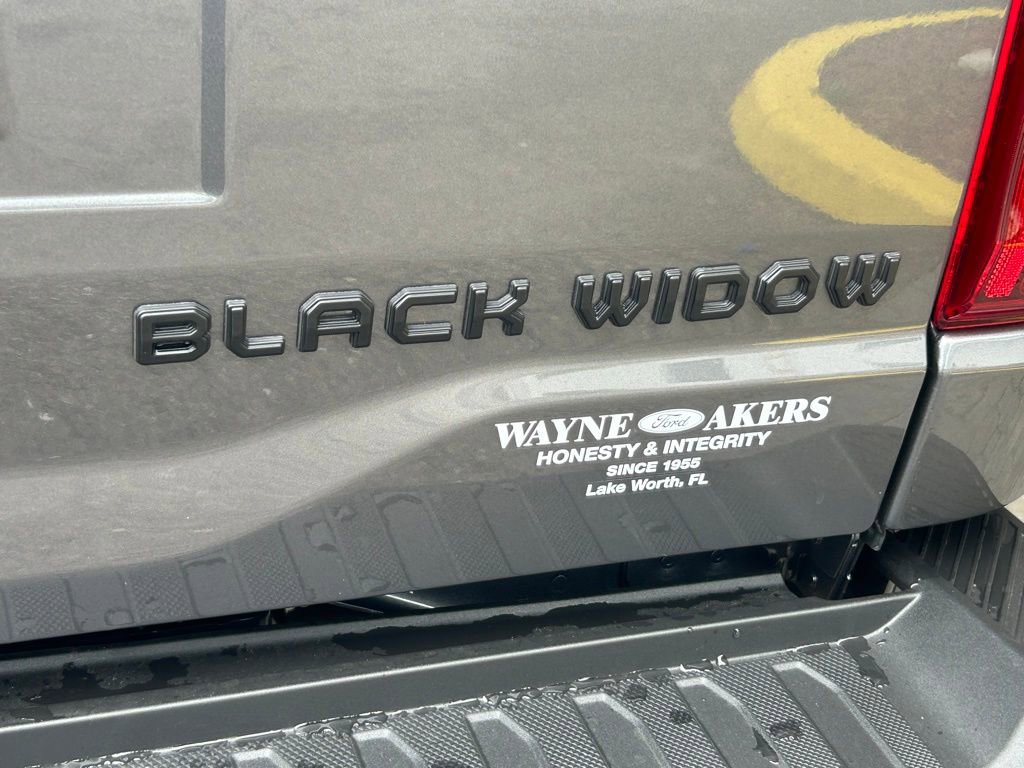 BLACK WIDOW
WAYNE Ford AKERS
HONESTY & INTEGRITY
SINCE 1955
Lake Worth, FL